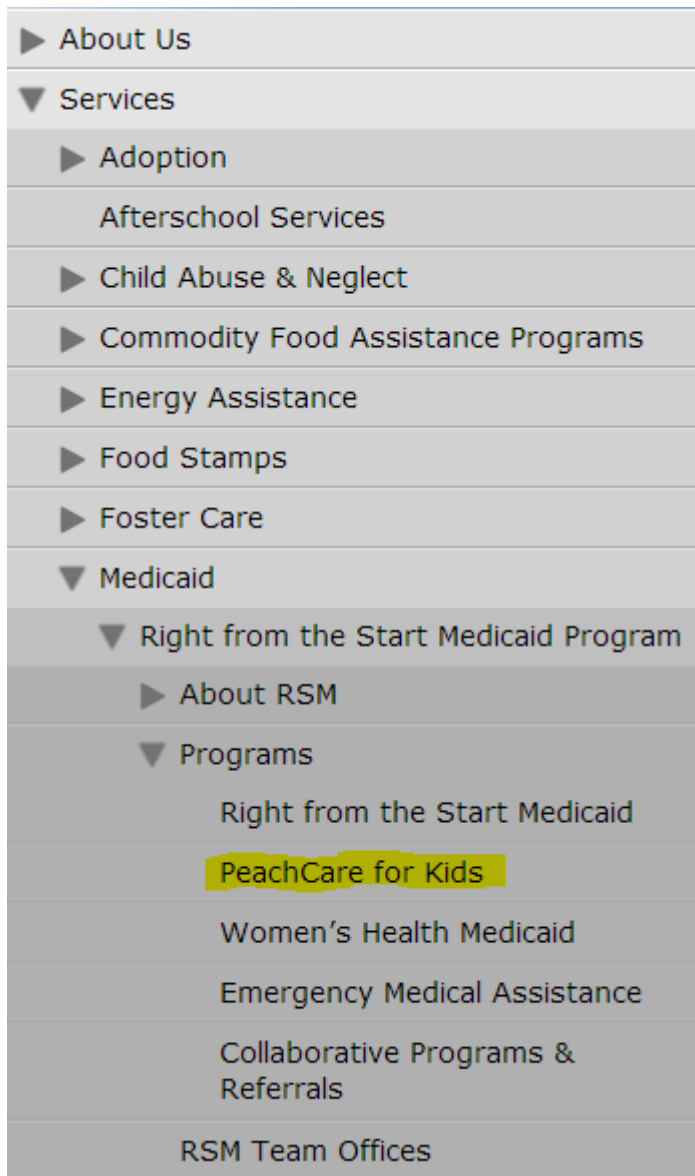 About Us
Services
Adoption
Afterschool Services
Child Abuse & Neglect
Commodity Food Assistance Programs
Energy Assistance
Food Stamps
Foster Care
Medicaid
Right from the Start Medicaid Program
About RSM
Programs
Right from the Start Medicaid
PeachCare for Kids
Women’s Health Medicaid
Emergency Medical Assistance
Collaborative Programs &
Referrals
RSM Team Offices